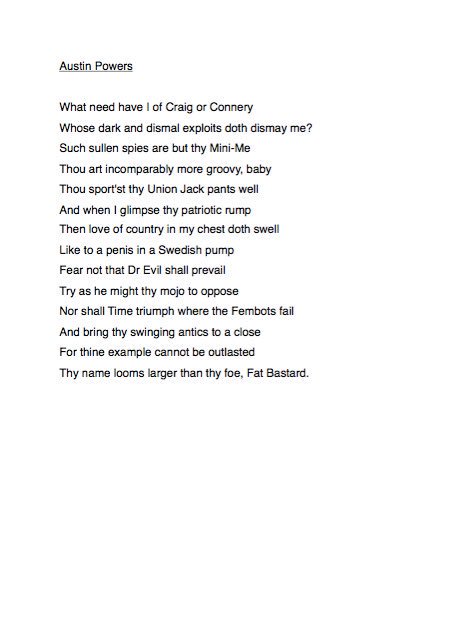 Austin Powers
What need have I of Craig or Connery
Whose dark and dismal exploits doth dismay me?
Such sullen spies are but thy Mini-Me
Thou art incomparably more groovy, baby
Thou sport'st thy Union Jack pants well
And when I glimpse thy patriotic rump
Then love of country in my chest doth swell
Like to a penis in a Swedish pump
Fear not that Dr Evil shall prevail
Try as he might thy mojo to oppose
Nor shall Time triumph where the Fembots fail
And bring thy swinging antics to a close
For thine example cannot be outlasted
Thy name looms larger than thy foe, Fat Bastard.